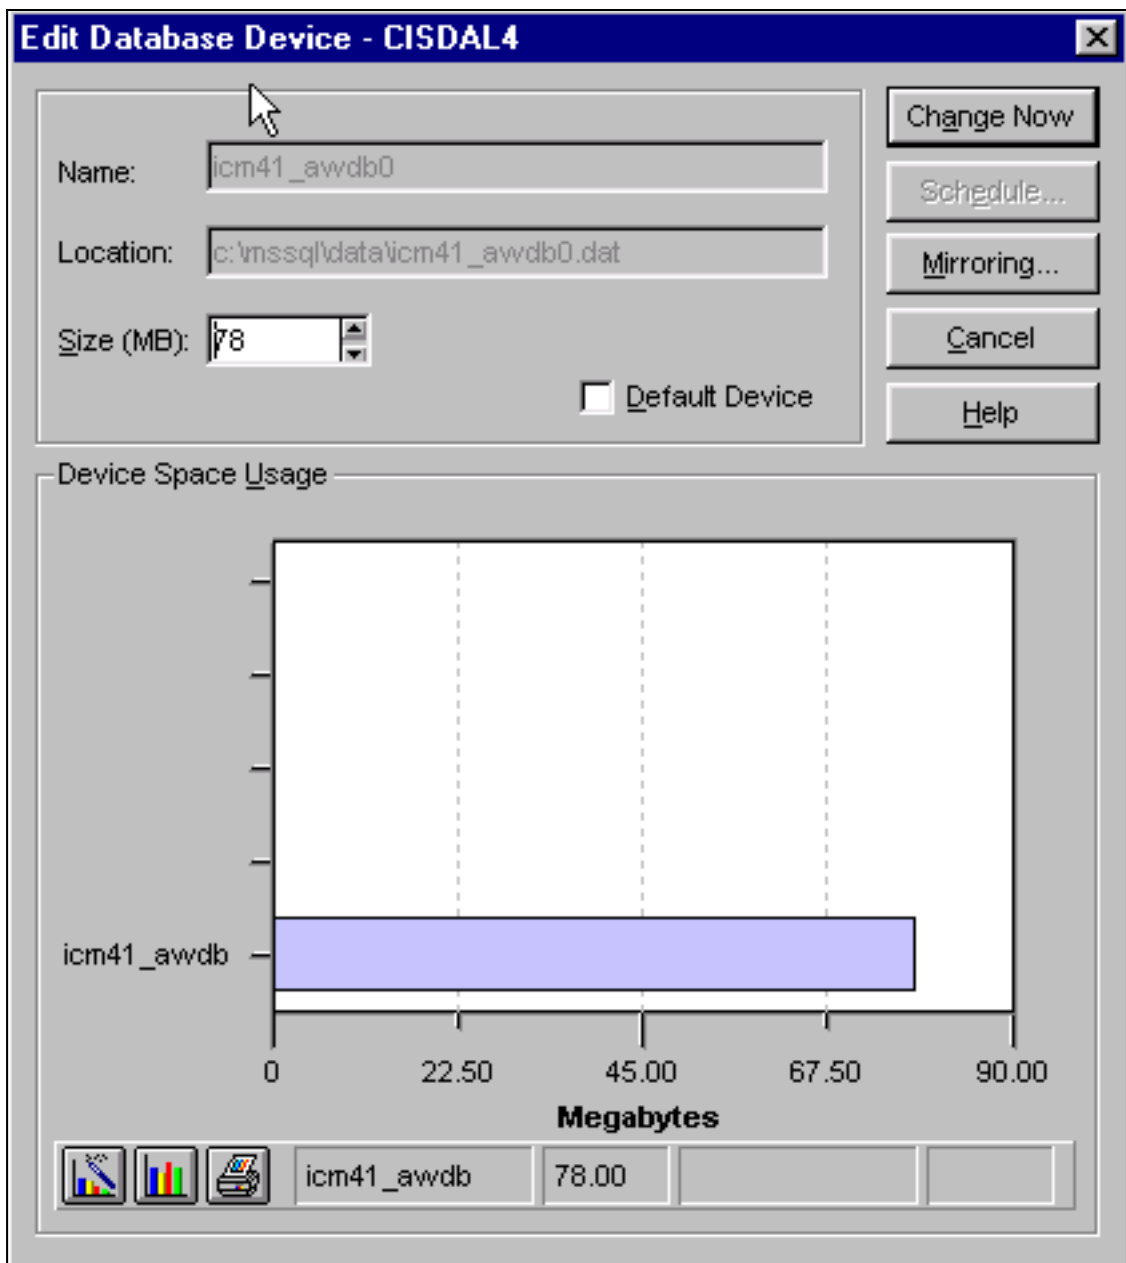 Edit Database Device - CISDAL4
Name:
icm41_awdb0
Change Now
Schedule...
Location:
c:\mssql\data\icm41_awdb0.dat
Mirroring...
Size (MB):
78
Cancel
Default Device
Help
Device Space Usage
icm41_awdb
0 22.50 45.00 67.50 90.00
Megabytes
icm41_awdb 78.00